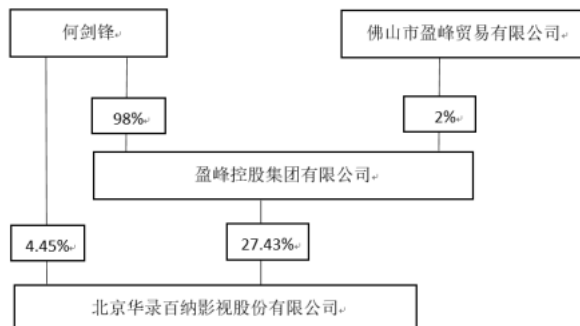 何剑锋
佛山市盈峰贸易有限公司
98%
2%
盈峰控股集团有限公司
4.45%
27.43%
北京华录百纳影视股份有限公司